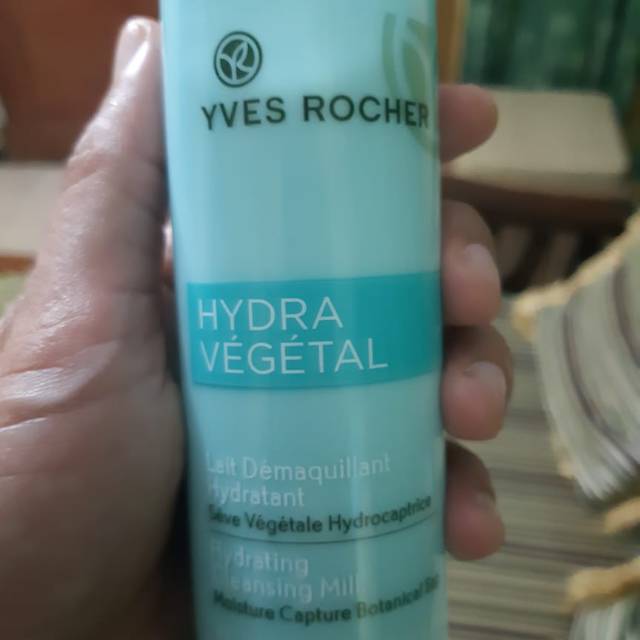 YVES ROCHER
HYDRA
VÉGÉTAL
Lait Démaquillant
Hydratant
Sève Végétale Hydrocaptrice
Hydrating
Cleansing Milk
Moisture Capture Botanical